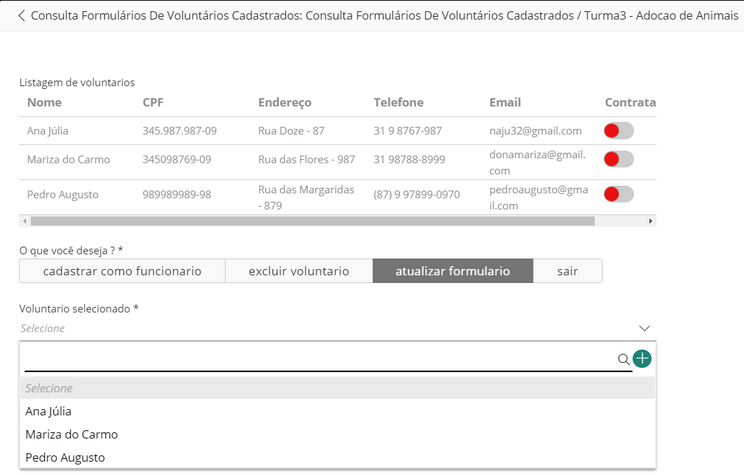 Consulta Formulários De Voluntários Cadastrados: Consulta Formulários De Voluntários Cadastrados / Turma3 - Adocao de Animais
Listagem de voluntarios
Nome CPF Endereço Telefone Email Contrata
Ana Júlia 345.987.987-09 Rua Doze - 87 31 9 8767-987 naju32@gmail.com
Mariza do Carmo 345098769-09 Rua das Flores - 987 31 98788-8999 donamariza@gmail.
com
Pedro Augusto 989989989-98 Rua das Margaridas (87) 9 97899-0970 pedroaugusto@gma
- 879 il.com
O que você deseja ? *
cadastrar como funcionario excluir voluntario atualizar formulario sair
Voluntario selecionado *
Selecione
Selecione
Ana Júlia
Mariza do Carmo
Pedro Augusto